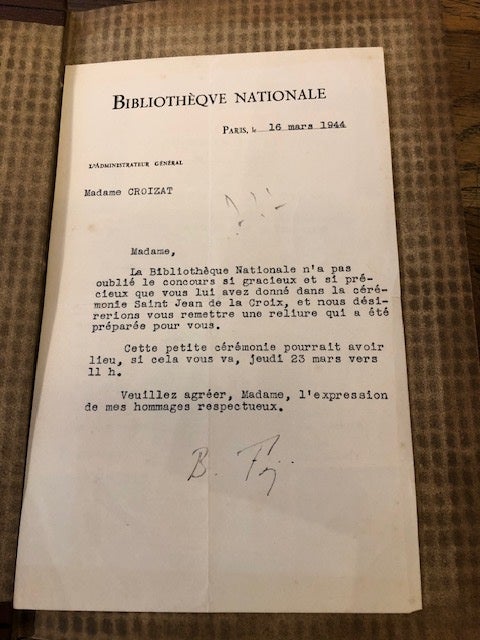 BIBLIOTHÈQVE NATIONALE
PARIS, le 16 mars 1944
L'ADMINISTRATEUR GÉNÉRAL
Madame CROIZAT
Madame,
La Bibliothèque Nationale n'a pas
oublié le concours si gracieux et si pré-
cieux que vous lui avez donné dans la céré-
monie Saint Jean de la Croix, et nous dési-
rerions vous remettre une reliure qui a été
préparée pour vous.
Cette petite cérémonie pourrait avoir
lieu, si cela vous va, jeudi 23 mars vers
11 h.
Veuillez agréer, Madame, l'expression
de mes hommages respectueux.
B.